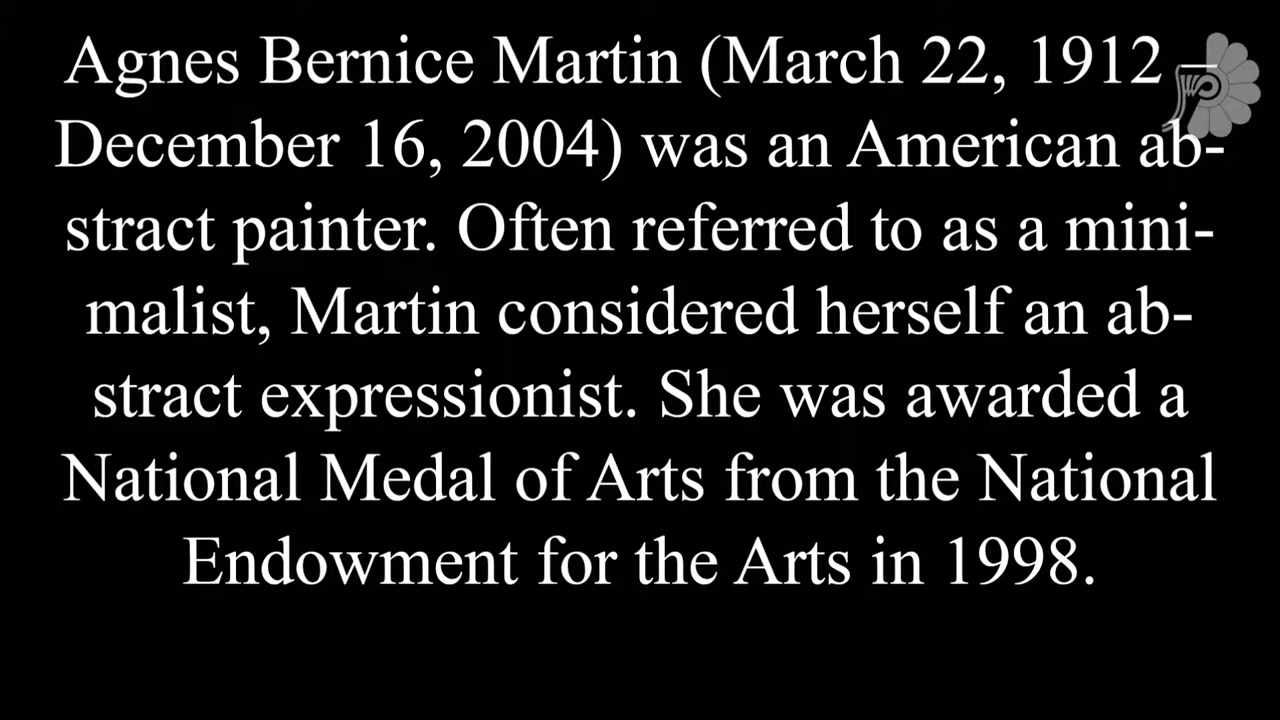 Agnes Bernice Martin (March 22, 1912 –
December 16, 2004) was an American ab-
stract painter. Often referred to as a mini-
malist, Martin considered herself an ab-
stract expressionist. She was awarded a
National Medal of Arts from the National
Endowment for the Arts in 1998.